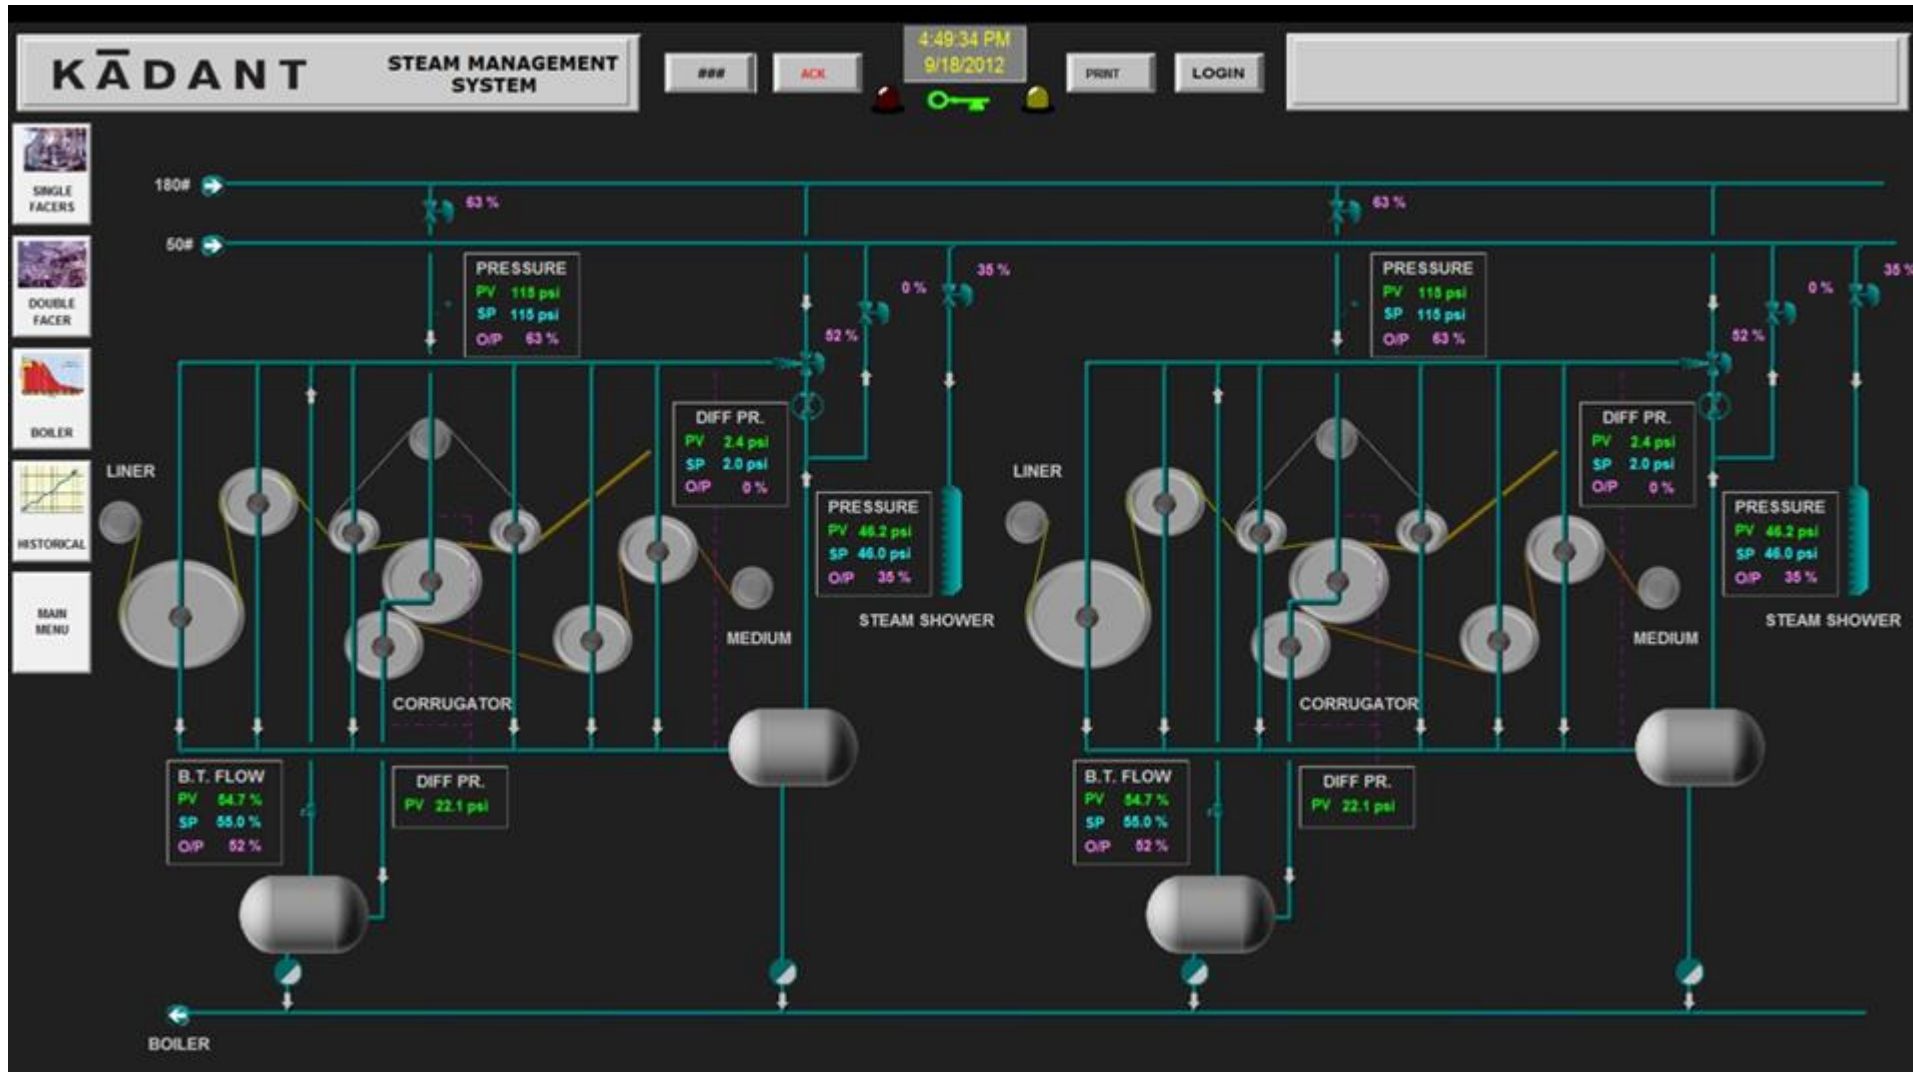 KĀDANT
STEAM MANAGEMENT
SYSTEM
###
ACK
4:49:34 PM
9/18/2012
PRINT
LOGIN
SINGLE
FACERS
DOUBLE
FACER
BOILER
HISTORICAL
MAIN
MENU
180#
50#
63 %
PRESSURE
PV 115 psi
SP 115 psi
O/P 63 %
0 %
35 %
52 %
DIFF PR.
PV 2.4 psi
SP 2.0 psi
O/P 0 %
LINER
PRESSURE
PV 46.2 psi
SP 46.0 psi
O/P 35 %
STEAM SHOWER
MEDIUM
CORRUGATOR
B.T. FLOW
PV 54.7 %
SP 55.0 %
O/P 52 %
DIFF PR.
PV 22.1 psi
63 %
PRESSURE
PV 115 psi
SP 115 psi
O/P 63 %
0 %
35 %
52 %
DIFF PR.
PV 2.4 psi
SP 2.0 psi
O/P 0 %
LINER
PRESSURE
PV 46.2 psi
SP 46.0 psi
O/P 35 %
STEAM SHOWER
MEDIUM
CORRUGATOR
B.T. FLOW
PV 54.7 %
SP 55.0 %
O/P 52 %
DIFF PR.
PV 22.1 psi
BOILER